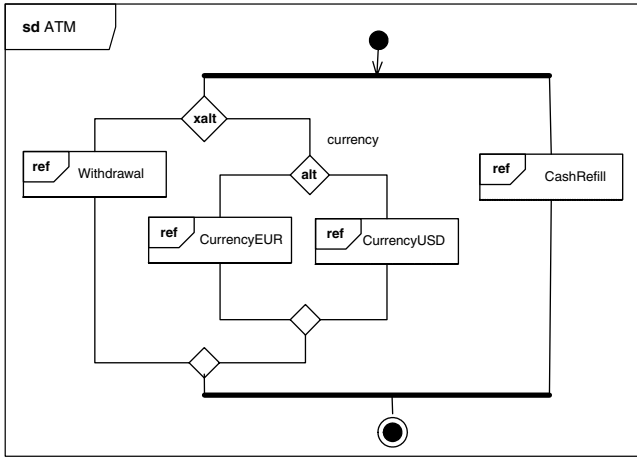 sd ATM
xalt
currency
ref
Withdrawal
alt
ref
CashRefill
ref
CurrencyEUR
ref
CurrencyUSD